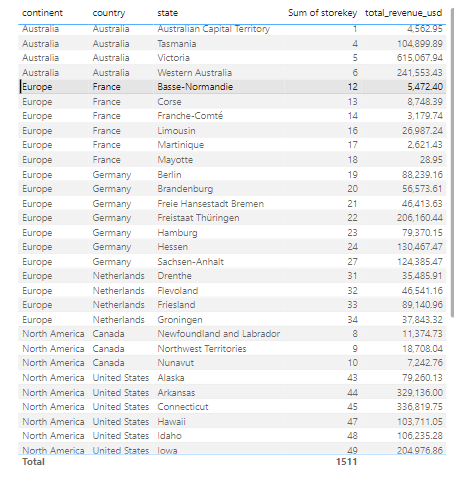 continent country state Sum of storekey total_revenue_usd
Australia Australia Australian Capital Territory 1 4,562.95
Australia Australia Tasmania 4 104,899.89
Australia Australia Victoria 5 615,067.94
Australia Australia Western Australia 6 241,553.43
Europe France Basse-Normandie 12 5,472.40
Europe France Corse 13 8,748.39
Europe France Franche-Comté 14 3,179.74
Europe France Limousin 16 26,987.24
Europe France Martinique 17 2,621.43
Europe France Mayotte 18 28.95
Europe Germany Berlin 19 88,239.16
Europe Germany Brandenburg 20 56,573.61
Europe Germany Freie Hansestadt Bremen 21 46,413.63
Europe Germany Freistaat Thüringen 22 206,160.44
Europe Germany Hamburg 23 79,370.15
Europe Germany Hessen 24 130,467.47
Europe Germany Sachsen-Anhalt 27 124,385.47
Europe Netherlands Drenthe 31 35,485.91
Europe Netherlands Flevoland 32 46,541.16
Europe Netherlands Friesland 33 89,140.96
Europe Netherlands Groningen 34 37,843.32
North America Canada Newfoundland and Labrador 8 11,374.73
North America Canada Northwest Territories 9 18,708.04
North America Canada Nunavut 10 7,242.76
North America United States Alaska 43 79,260.13
North America United States Arkansas 44 329,136.00
North America United States Connecticut 45 336,819.75
North America United States Hawaii 47 103,711.05
North America United States Idaho 48 106,235.28
North America United States Iowa 49 204,976.86
Total 1511